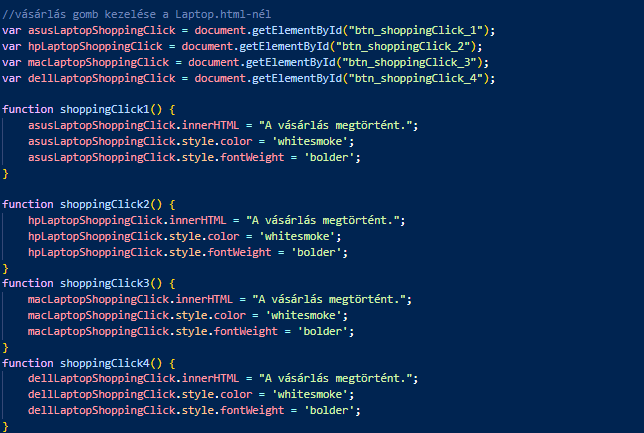 //vásárlás gomb kezelése a Laptop.html-nél
var asusLaptopShoppingClick = document.getElementById("btn_shoppingClick_1");
var hpLaptopShoppingClick = document.getElementById("btn_shoppingClick_2");
var macLaptopShoppingClick = document.getElementById("btn_shoppingClick_3");
var dellLaptopShoppingClick = document.getElementById("btn_shoppingClick_4");

function shoppingClick1() {
    asusLaptopShoppingClick.innerHTML = "A vásárlás megtörtént.";
    asusLaptopShoppingClick.style.color = 'whitesmoke';
    asusLaptopShoppingClick.style.fontWeight = 'bolder';
}

function shoppingClick2() {
    hpLaptopShoppingClick.innerHTML = "A vásárlás megtörtént.";
    hpLaptopShoppingClick.style.color = 'whitesmoke';
    hpLaptopShoppingClick.style.fontWeight = 'bolder';
}
function shoppingClick3() {
    macLaptopShoppingClick.innerHTML = "A vásárlás megtörtént.";
    macLaptopShoppingClick.style.color = 'whitesmoke';
    macLaptopShoppingClick.style.fontWeight = 'bolder';
}
function shoppingClick4() {
    dellLaptopShoppingClick.innerHTML = "A vásárlás megtörtént.";
    dellLaptopShoppingClick.style.color = 'whitesmoke';
    dellLaptopShoppingClick.style.fontWeight = 'bolder';
}